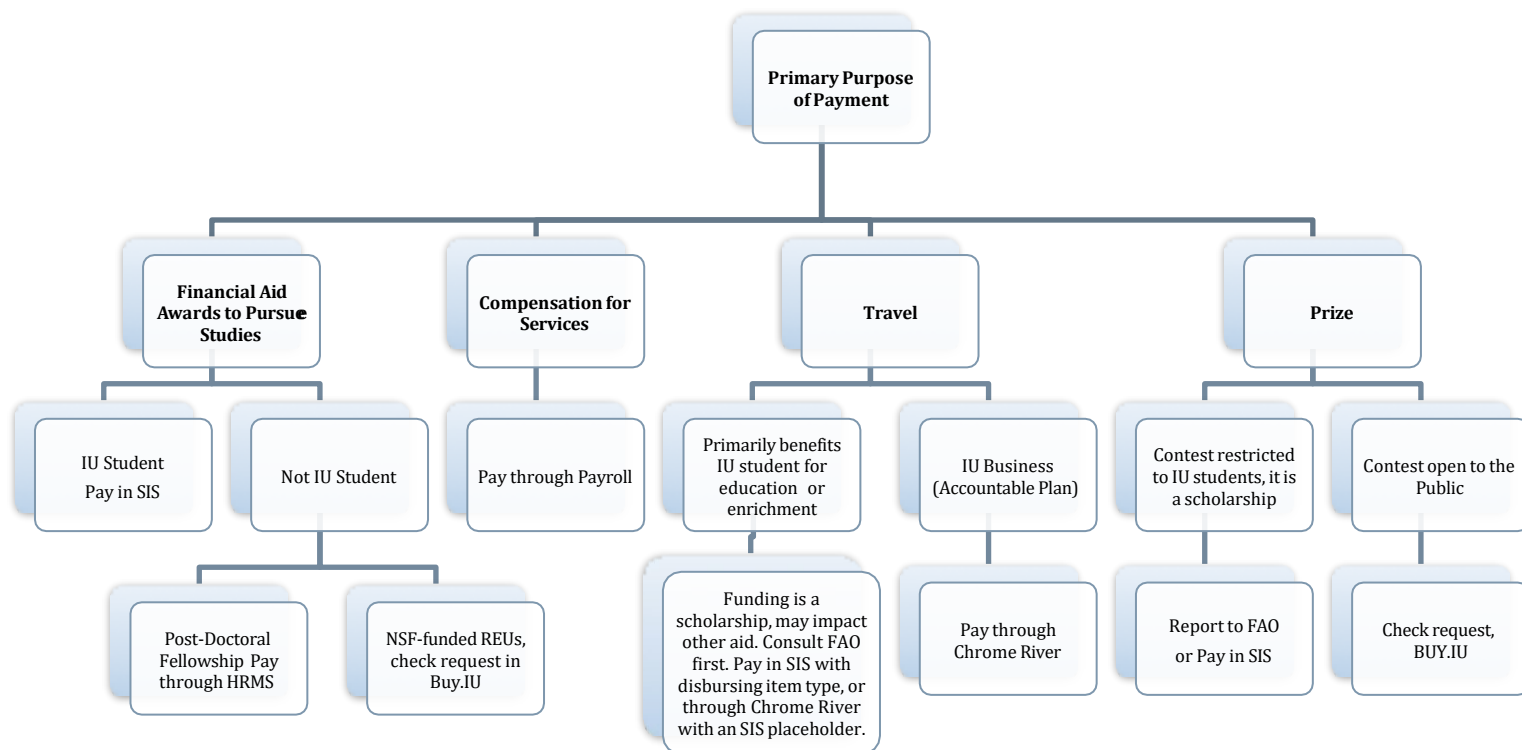 Primary Purpose
of Payment
Financial Aid
Awards to Pursue
Studies
Compensation for
Services
Travel
Prize
IU Student
Pay in SIS
Not IU Student
Pay through Payroll
Primarily benefits
IU student for
education or
enrichment
IU Business
(Accountable Plan)
Contest restricted
to IU students, it is
a scholarship
Contest open to the
Public
Post-Doctoral
Fellowship Pay
through HRMS
NSF-funded REUs,
check request in
Buy.IU
Funding is a
scholarship, may impact
other aid. Consult FAO
first. Pay in SIS with
disbursing item type, or
through Chrome River
with an SIS placeholder.
Pay through
Chrome River
Report to FAO
or Pay in SIS
Check request,
BUY.IU